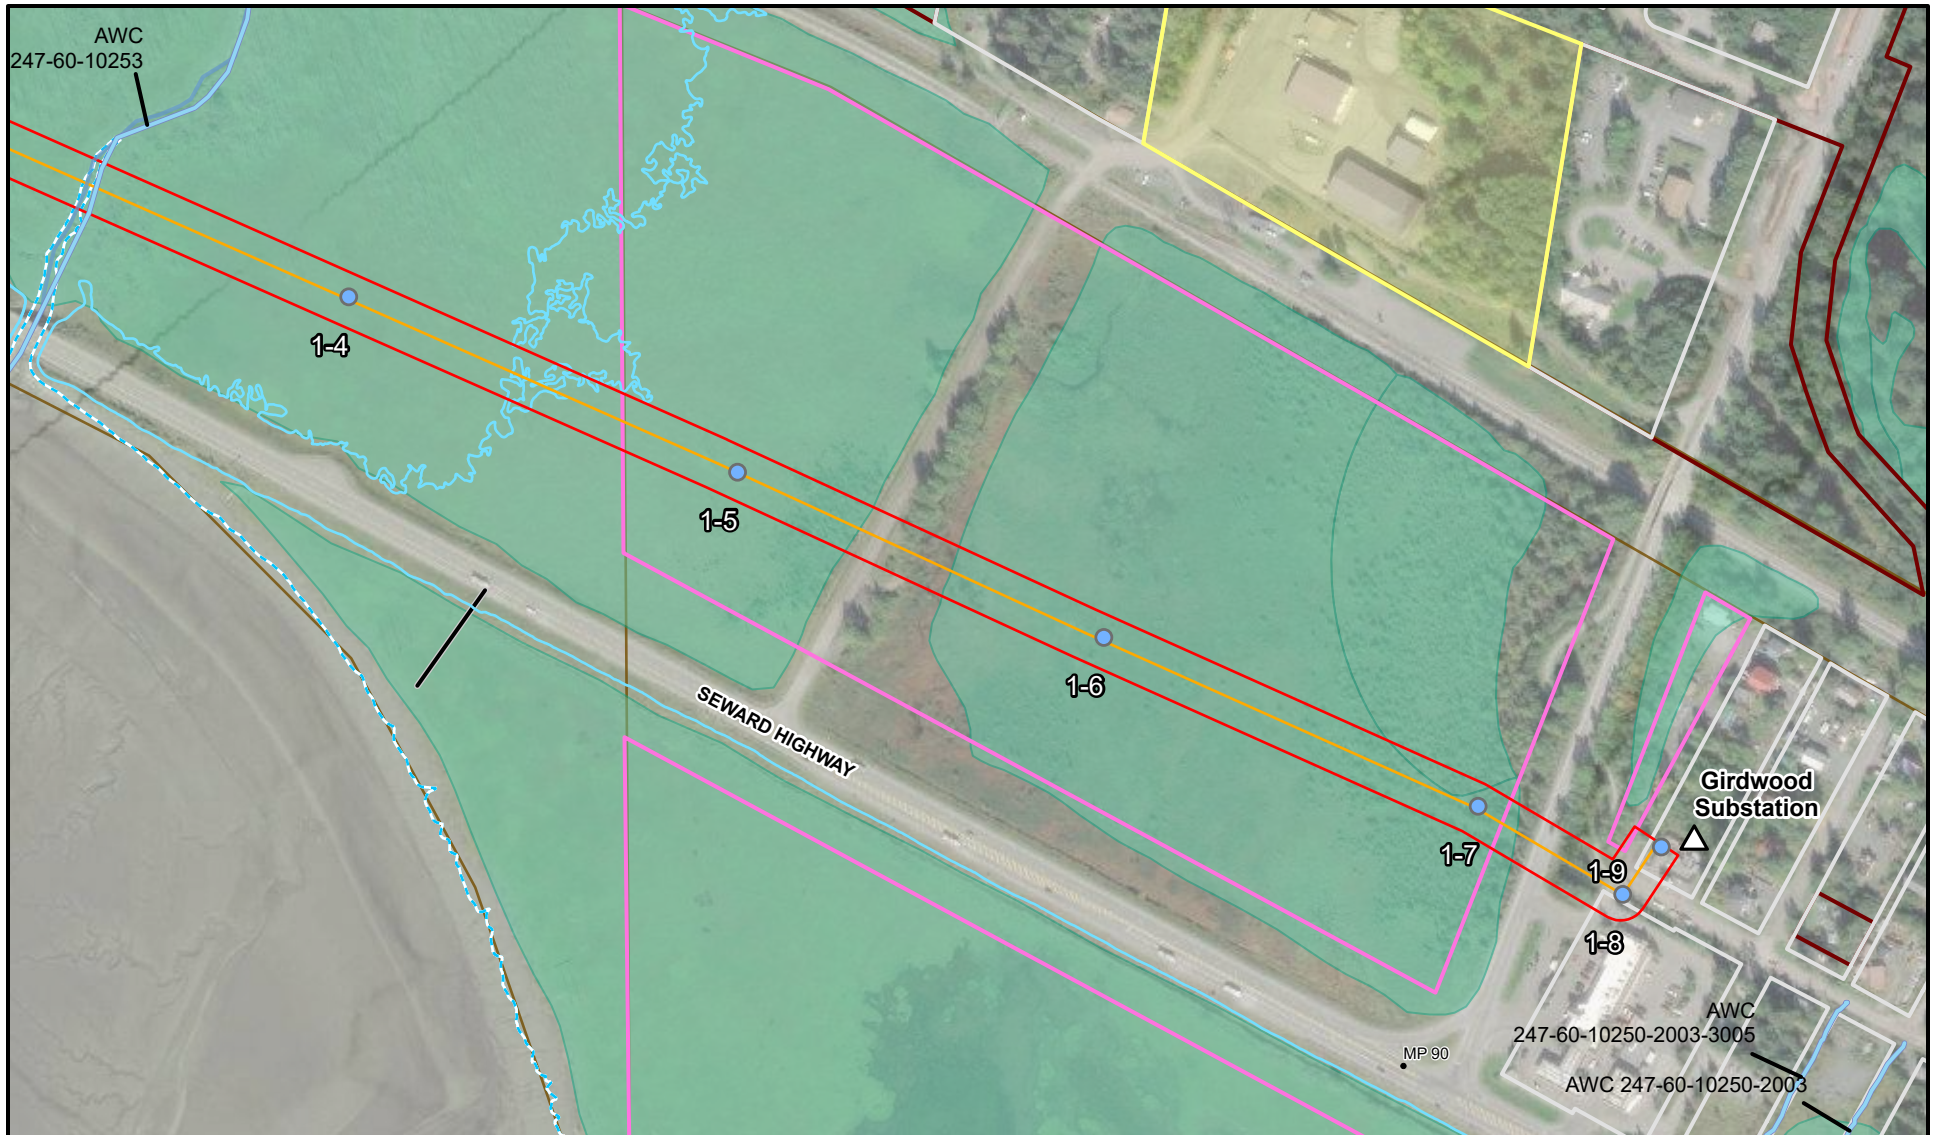 AWC
247-60-10253
1-4
1-5
1-6
SEWARD HIGHWAY
Girdwood
Substation
1-7
1-9
1-8
AWC
247-60-10250-2003-3005
MP 90
AWC 247-60-10250-2003